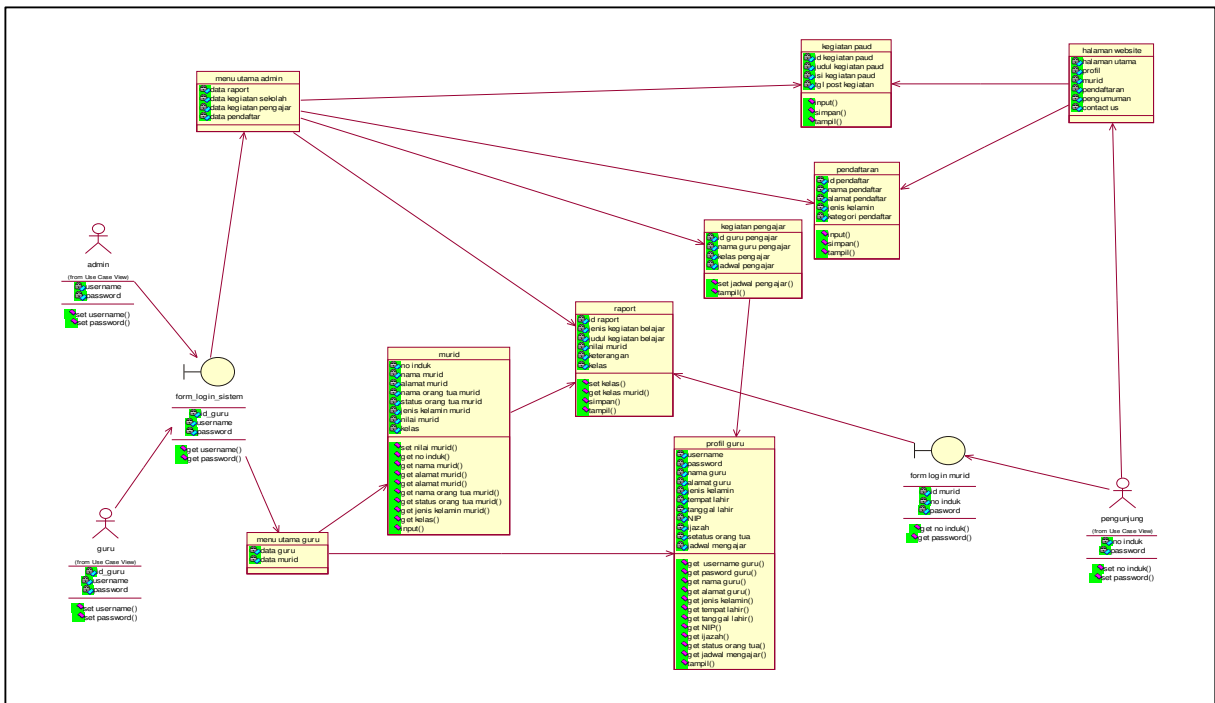 kegiatan paud
id kegiatan paud
judul kegiatan paud
isi kegiatan paud
tgl post kegiatan
input()
simpan()
tampil()
halaman website
halaman utama
profil
murid
pendaftaran
pengumuman
contact us
menu utama admin
data raport
data kegiatan sekolah
data kegiatan pengajar
data pendaftar
pendaftaran
id pendaftar
nama pendaftar
alamat pendaftar
jenis kelamin
kategori pendaftar
input()
simpan()
tampil()
kegiatan pengajar
id guru pengajar
nama guru pengajar
kelas pengajar
jadwal pengajar
set jadwal pengajar()
tampil()
admin
(from Use Case View)
username
password
set username()
set password()
raport
id raport
jenis kegiatan belajar
judul kegiatan belajar
nilai murid
keterangan
kelas
set kelas()
get kelas murid()
simpan()
tampil()
murid
no induk
nama murid
alamat murid
nama orang tua murid
status orang tua murid
jenis kelamin murid
nilai murid
kelas
set nilai murid()
get no induk()
get nama murid()
get alamat murid()
get alamat murid()
get nama orang tua murid()
get status orang tua murid()
get jenis kelamin murid()
get kelas()
input()
form_login_sistem
id_guru
username
password
get username()
get password()
profil guru
username
password
nama guru
alamat guru
jenis kelamin
tempat lahir
tanggal lahir
NIP
ijazah
setatus orang tua
jadwal mengajar
get username guru()
get pasword guru()
get nama guru()
get alamat guru()
get jenis kelamin()
get tempat lahir()
get tanggal lahir()
get NIP()
get ijazah()
get status orang tua()
get jadwal mengajar()
tampil()
form login murid
id murid
no induk
pasword
get no induk()
get password()
pengunjung
(from Use Case View)
no induk
password
set no induk()
set password()
guru
(from Use Case View)
id_guru
username
password
set username()
set password()
menu utama guru
data guru
data murid